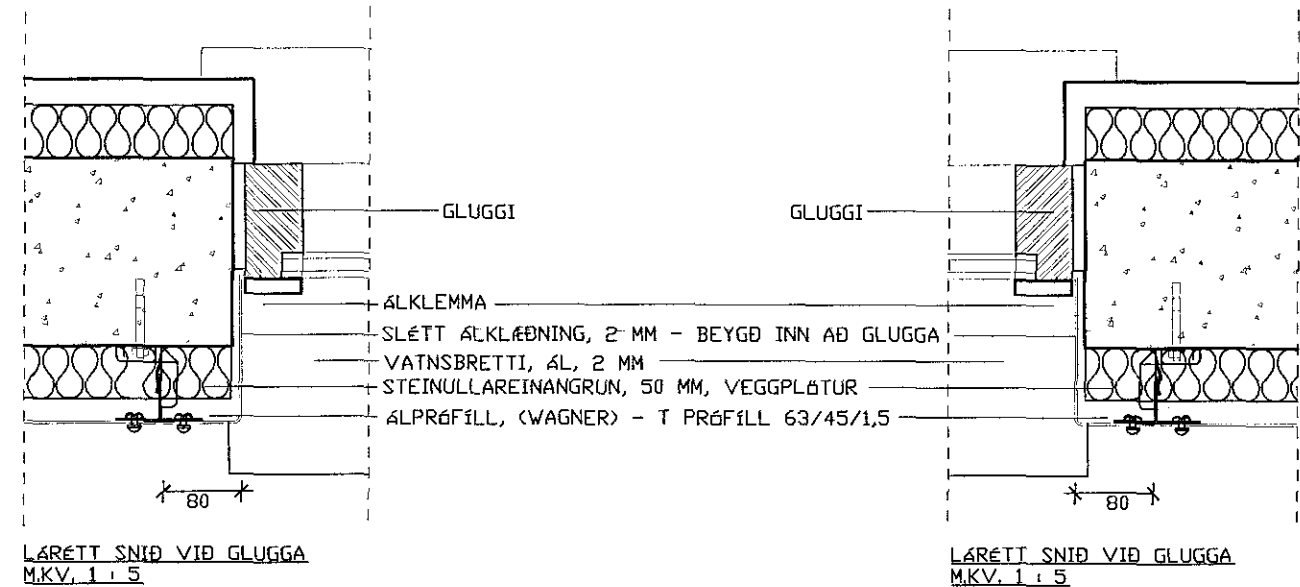 GLUGGI
GLUGGI
ÁLKLEMMA
SLÉTT ÁLKLÆÐNING, 2 MM - BEYGÐ INN AÐ GLUGGA
VATNSBRETTI, ÁL, 2 MM
STEINULLAREINANGRUN, 50 MM, VEGGPLÖTUR
ÁLPRÓFÍLL, (WAGNER) - T PRÓFÍLL 63/45/1,5
80
80
LÁRÉTT SNIÐ VIÐ GLUGGA
M.KV. 1 : 5
LÁRÉTT SNIÐ VIÐ GLUGGA
M.KV. 1 : 5